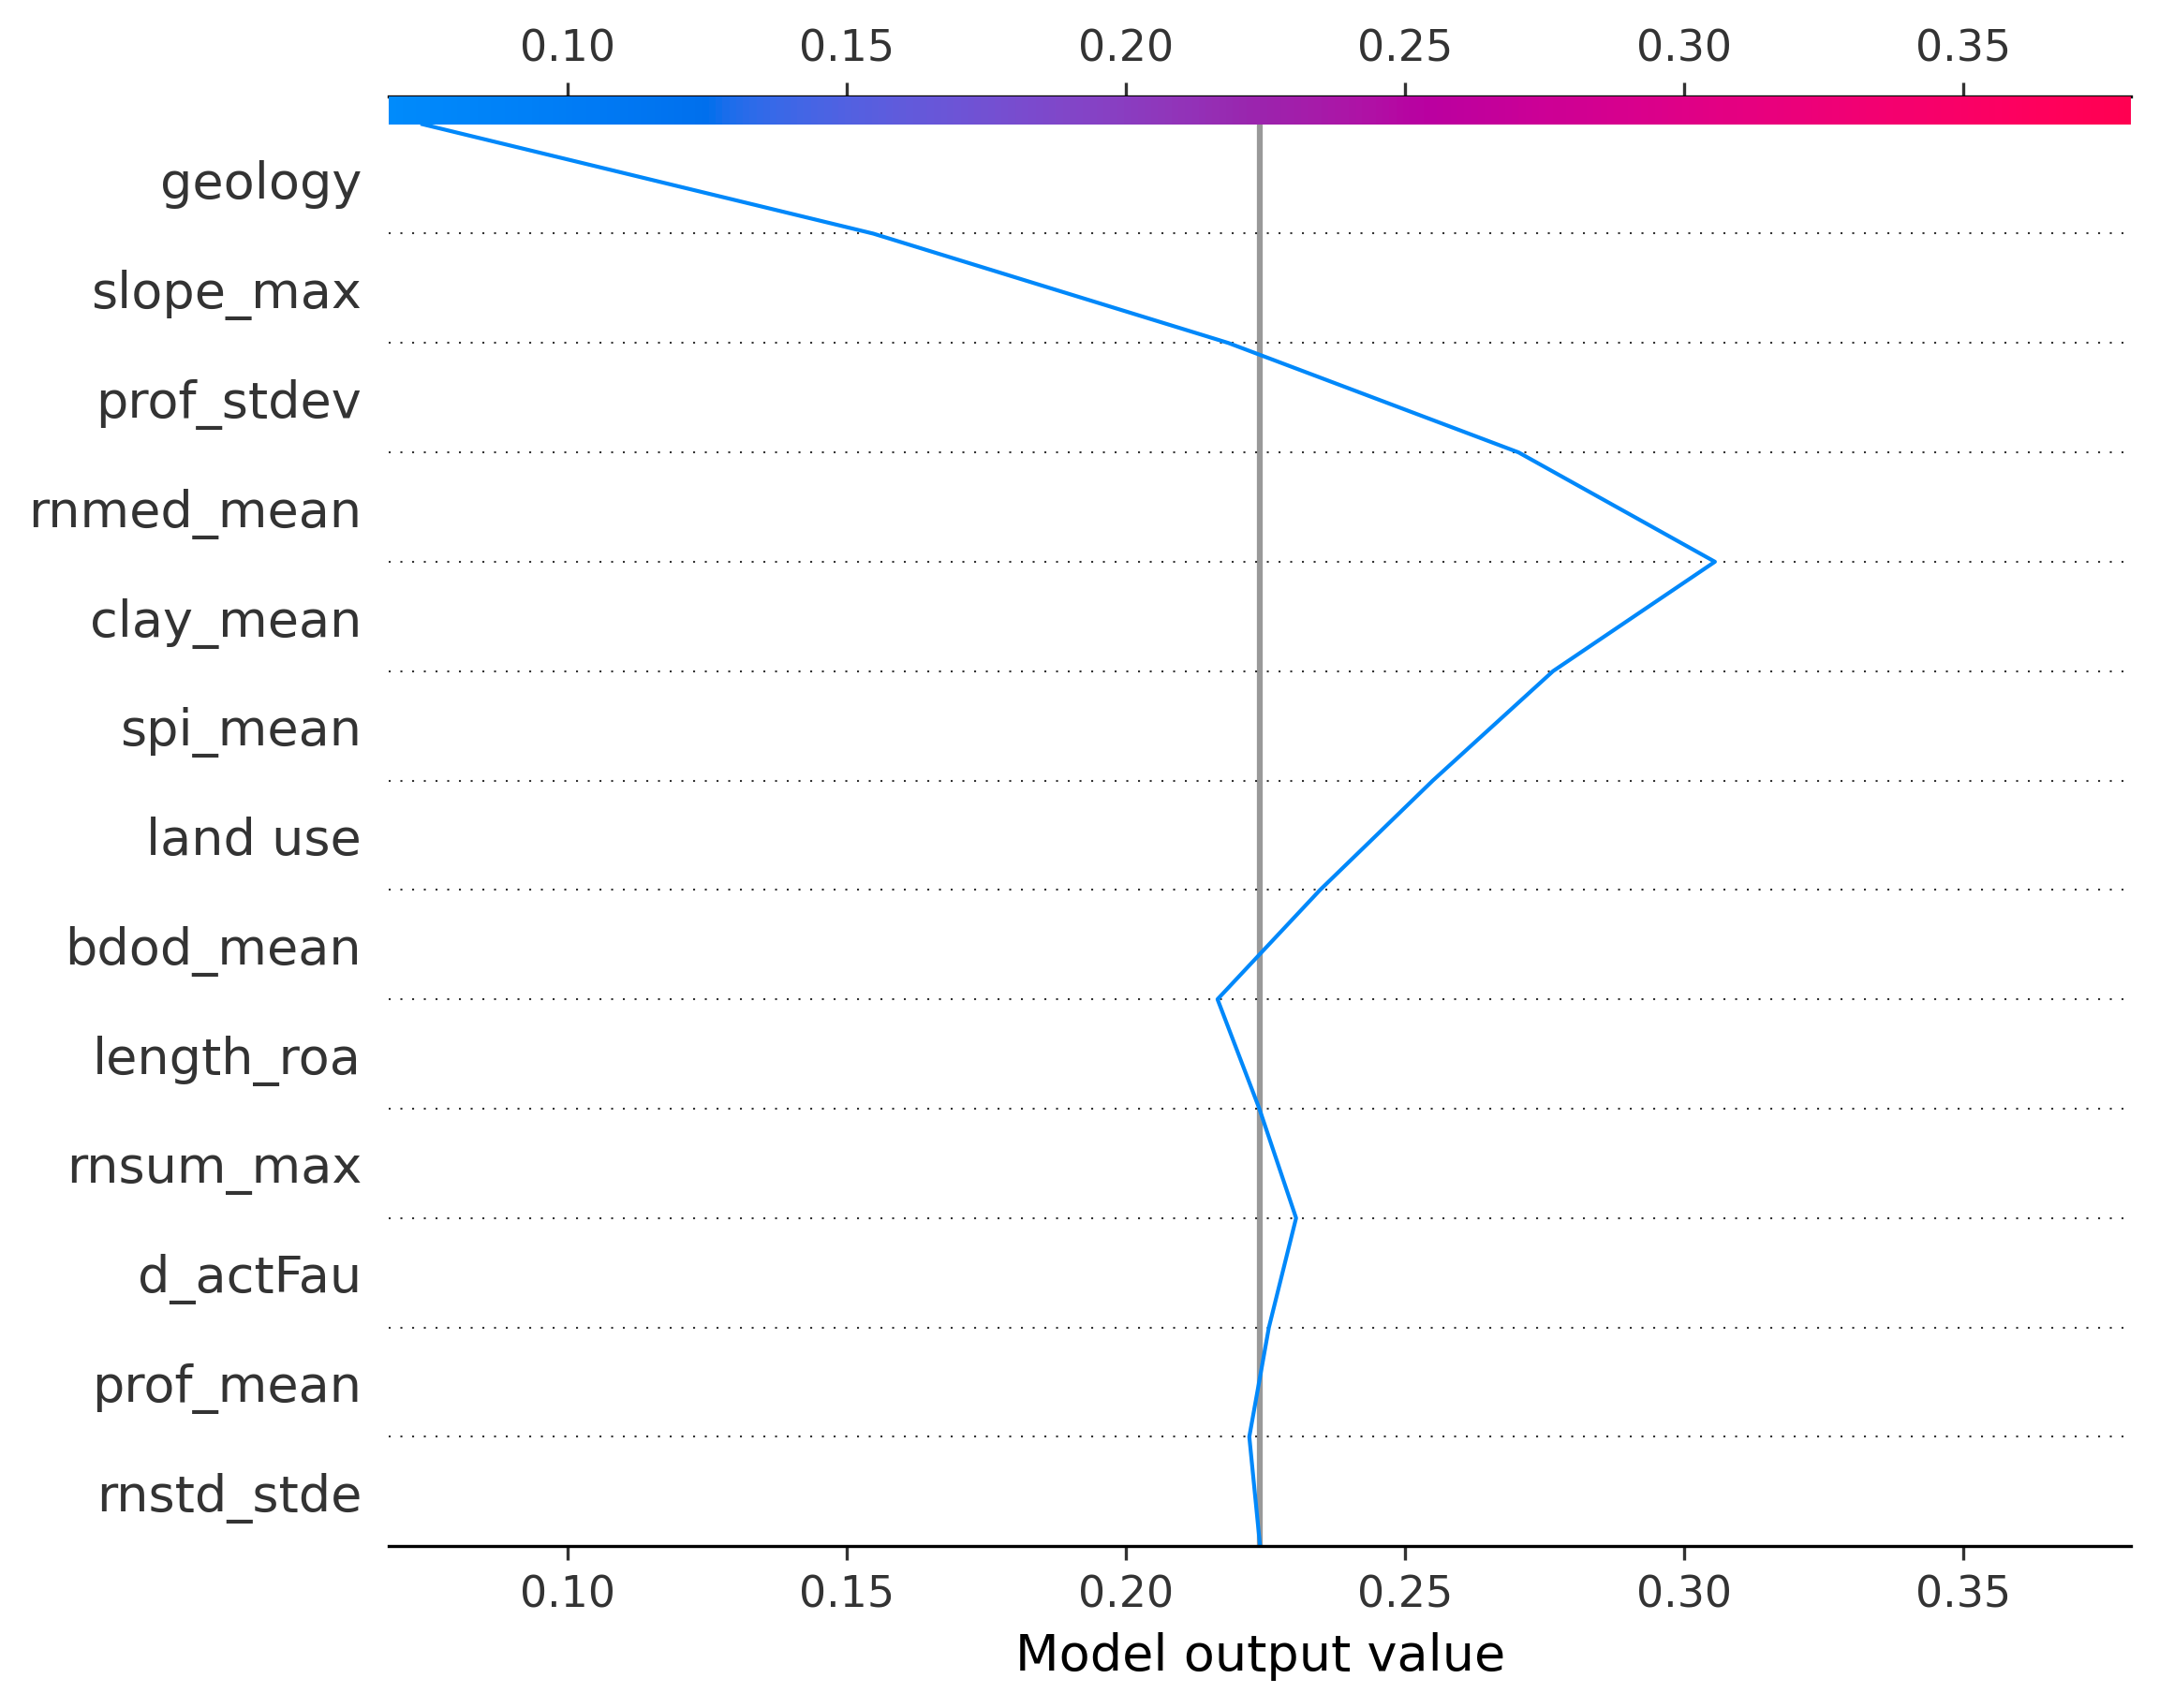 0.10 0.15 0.20 0.25 0.30 0.35
geology
slope_max
prof_stdev
rnmed_mean
clay_mean
spi_mean
land use
bdod_mean
length_roa
rnsum_max
d_actFau
prof_mean
rnstd_stde
0.10 0.15 0.20 0.25 0.30 0.35
Model output value